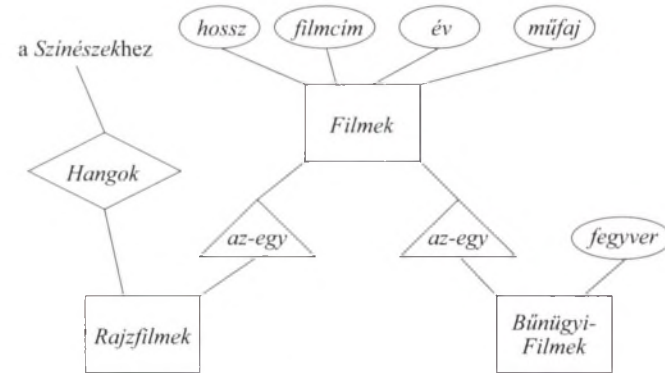 hossz
filmcím
év
műfaj
a Színészekhez
Filmek
Hangok
az-egy
az-egy
fegyver
Rajzfilmek
Bűnügyi-
Filmek